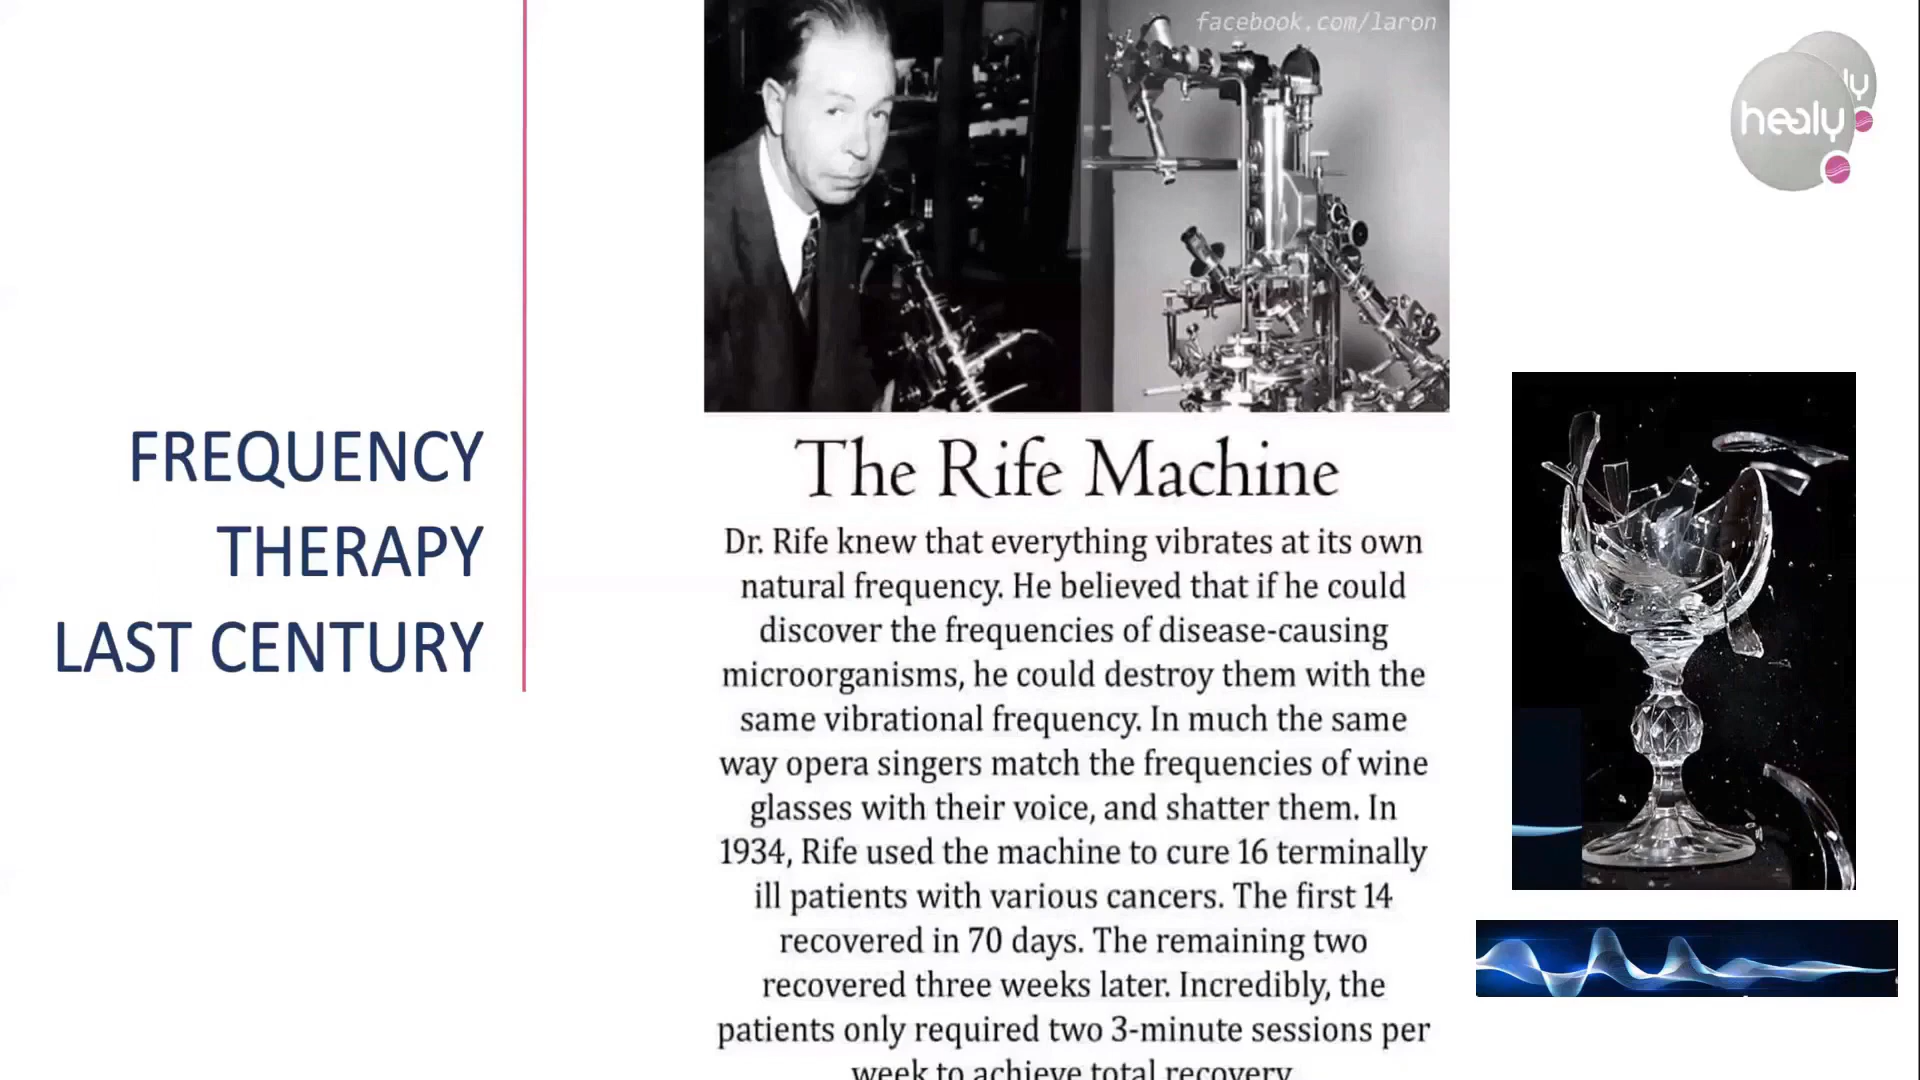 facebook.com/laron
ly
healy
FREQUENCY
THERAPY
LAST CENTURY
The Rife Machine
Dr. Rife knew that everything vibrates at its own
natural frequency. He believed that if he could
discover the frequencies of disease-causing
microorganisms, he could destroy them with the
same vibrational frequency. In much the same
way opera singers match the frequencies of wine
glasses with their voice, and shatter them. In
1934, Rife used the machine to cure 16 terminally
ill patients with various cancers. The first 14
recovered in 70 days. The remaining two
recovered three weeks later. Incredibly, the
patients only required two 3-minute sessions per
week to achieve total recovery.